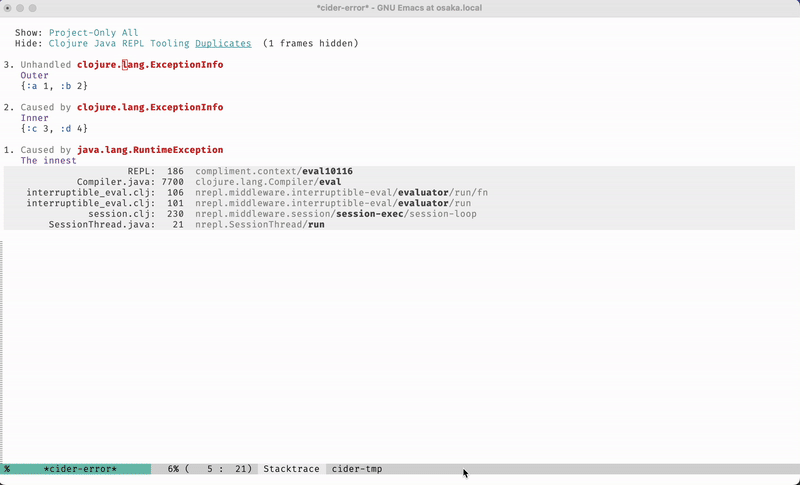 *cider-error* - GNU Emacs at osaka.local
Show: Project-Only All
Hide: Clojure Java REPL Tooling Duplicates (1 frames hidden)
3. Unhandled clojure.lang.ExceptionInfo
Outer
{:a 1, :b 2}
2. Caused by clojure.lang.ExceptionInfo
Inner
{:c 3, :d 4}
1. Caused by java.lang.RuntimeException
The innest
REPL: 186 compliment.context/eval10116
Compiler.java: 7700 clojure.lang.Compiler/eval
interruptible_eval.clj: 106 nrepl.middleware.interruptible-eval/evaluator/run/fn
interruptible_eval.clj: 101 nrepl.middleware.interruptible-eval/evaluator/run
session.clj: 230 nrepl.middleware.session/session-exec/session-loop
SessionThread.java: 21 nrepl.SessionThread/run
% *cider-error* 6% ( 5 : 21) Stacktrace cider-tmp